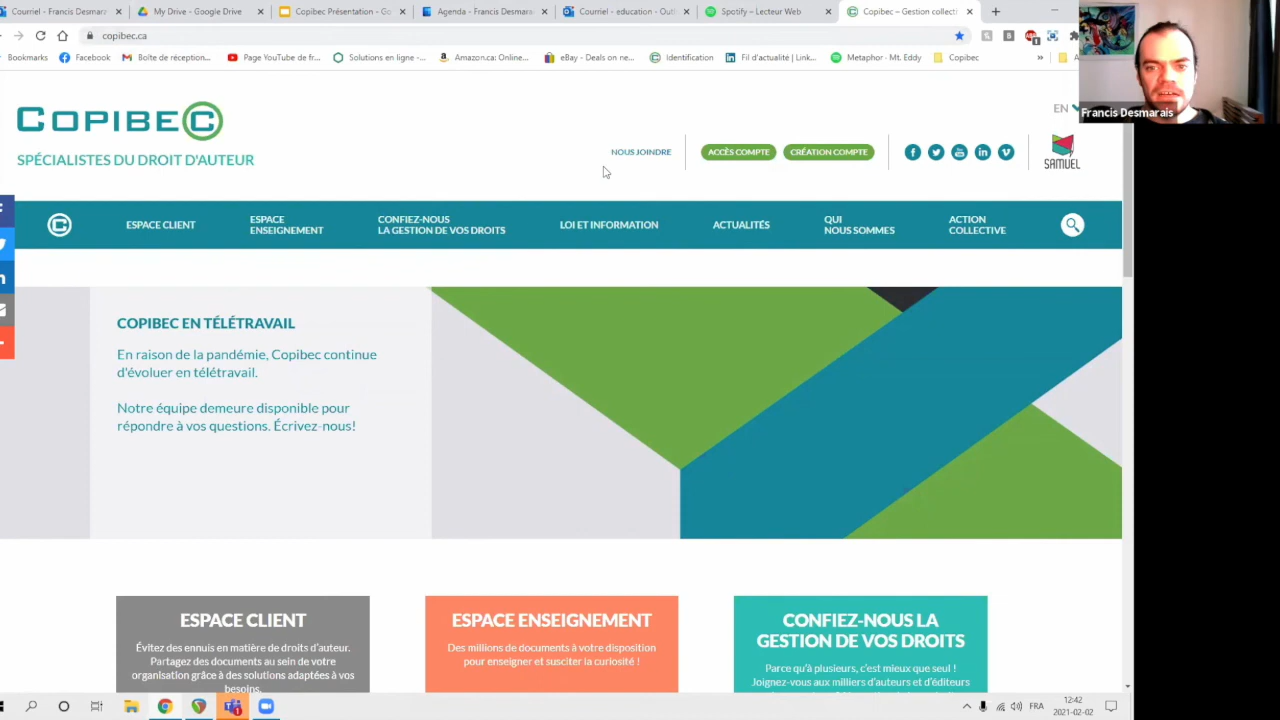 Courriel - Francis Desmar
My Drive - Google Drive
Copibec Présentation - Go
Agenda - Francis Desmarai
Courriel - education - Out
Spotify – Lecteur Web
Copibec – Gestion collecti
copibec.ca
Bookmarks
Facebook
Boîte de réception...
Page YouTube de fr...
Solutions en ligne -...
Amazon.ca: Online...
eBay - Deals on ne...
Identification
Fil d'actualité | Link...
Metaphor - Mt. Eddy
Copibec
Francis Desmarais
COPIBEC
SPÉCIALISTES DU DROIT D'AUTEUR
EN
NOUS JOINDRE
ACCÈS COMPTE
CRÉATION COMPTE
SAMUEL
ESPACE CLIENT
ESPACE
ENSEIGNEMENT
CONFIEZ-NOUS
LA GESTION DE VOS DROITS
LOI ET INFORMATION
ACTUALITÉS
QUI
NOUS SOMMES
ACTION
COLLECTIVE
COPIBEC EN TÉLÉTRAVAIL
En raison de la pandémie, Copibec continue
d'évoluer en télétravail.
Notre équipe demeure disponible pour
répondre à vos questions. Écrivez-nous!
ESPACE CLIENT
Évitez des ennuis en matière de droits d'auteur.
Partagez des documents au sein de votre
organisation grâce à des solutions adaptées à vos
besoins.
ESPACE ENSEIGNEMENT
Des millions de documents à votre disposition
pour enseigner et susciter la curiosité !
CONFIEZ-NOUS LA
GESTION DE VOS DROITS
Parce qu'à plusieurs, c'est mieux que seul !
Joignez-vous aux milliers d'auteurs et d'éditeurs
FRA
12:42
2021-02-02